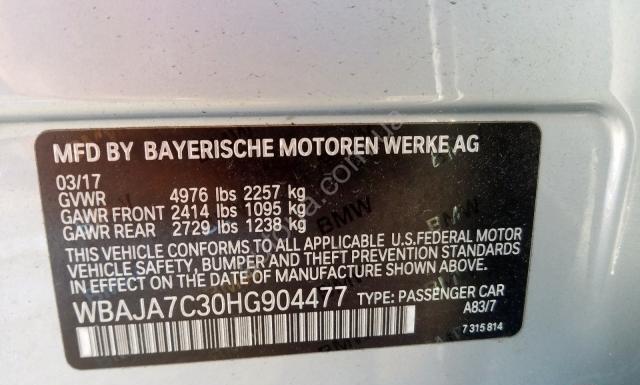 MFD BY BAYERISCHE MOTOREN WERKE AG
03/17
GVWR 4976 lbs 2257 kg
GAWR FRONT 2414 lbs 1095 kg
GAWR REAR 2729 lbs 1238 kg
THIS VEHICLE CONFORMS TO ALL APPLICABLE U.S.FEDERAL MOTOR
VEHICLE SAFETY, BUMPER AND THEFT PREVENTION STANDARDS
IN EFFECT ON THE DATE OF MANUFACTURE SHOWN ABOVE.
WBAJA7C30HG904477 TYPE: PASSENGER CAR
A83/7
7 315 814